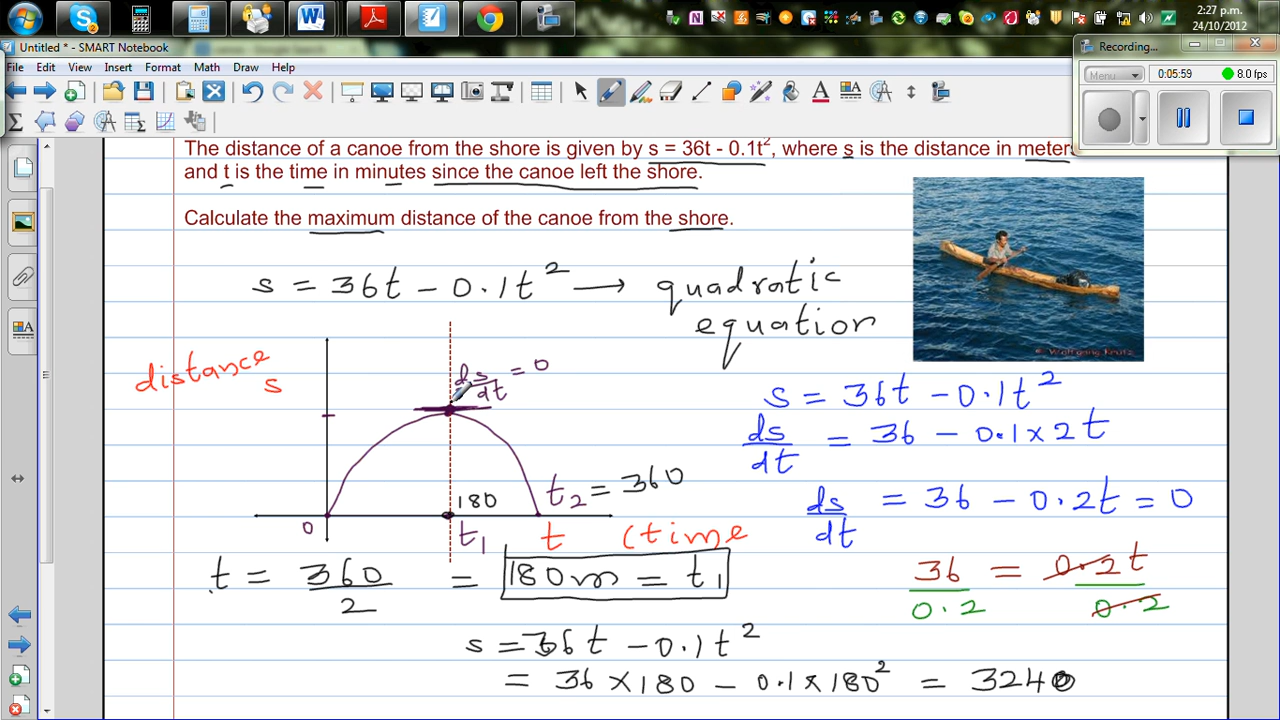 2:27 p.m.
24/10/2012
Untitled * - SMART Notebook
Recording...
File Edit View Insert Format Math Draw Help
Menu
0:05:59
8.0 fps
The distance of a canoe from the shore is given by s = 36t - 0.1t², where s is the distance in meters
and t is the time in minutes since the canoe left the shore.
Calculate the maximum distance of the canoe from the shore.
s = 36t - 0.1t² → quadratic
equation
distance
s
ds/dt = 0
s = 36t - 0.1t²
ds/dt = 36 - 0.1 x 2t
180
t₂ = 360
ds/dt = 36 - 0.2t = 0
0
t₁
t (time
t = 360/2 = 180m = t₁
36/0.2 = 0.2t/0.2
s = 36t - 0.1t²
= 36 x 180 - 0.1 x 180² = 3240